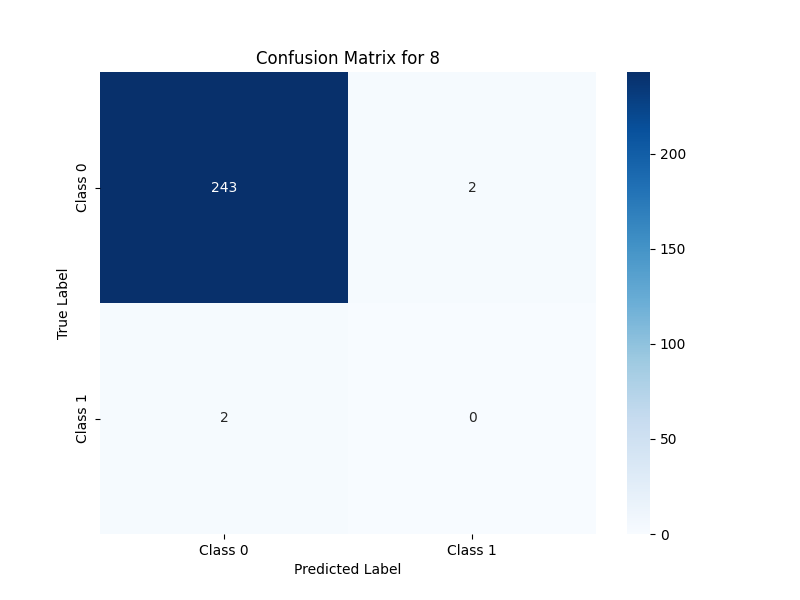 Confusion Matrix for 8
True Label
Class 0
243
2
Class 1
2
0
Class 0
Class 1
Predicted Label
200
150
100
50
0